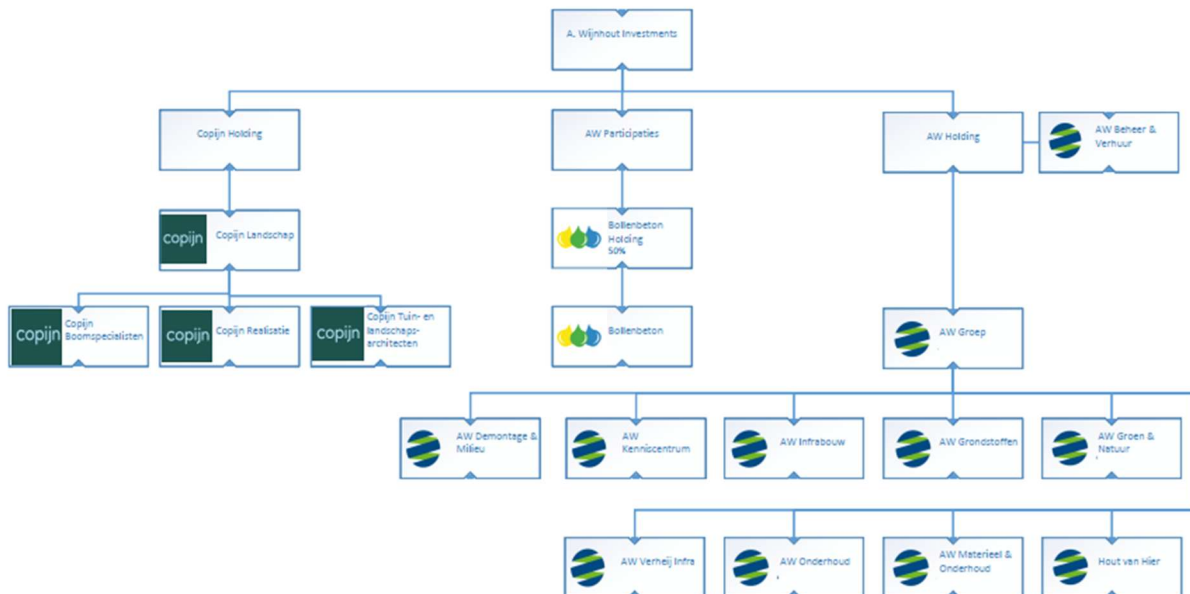 A. Wijnhout Investments
Copijn Holding
AW Participaties
AW Holding
AW Beheer &
Verhuur
copijn
Copijn Landschap
Bollenbeton
Holding
50%
copijn
Copijn
Boomspecialisten
copijn
Copijn Realisatie
copijn
Copijn Tuin- en
landschaps-
architecten
Bollenbeton
AW Groep
AW Demontage &
Milieu
AW
Kenniscentrum
AW Infrabouw
AW Grondstoffen
AW Groen &
Natuur
AW Verheij Infra
AW Onderhoud
AW Materieel &
Onderhoud
Hout van Hier